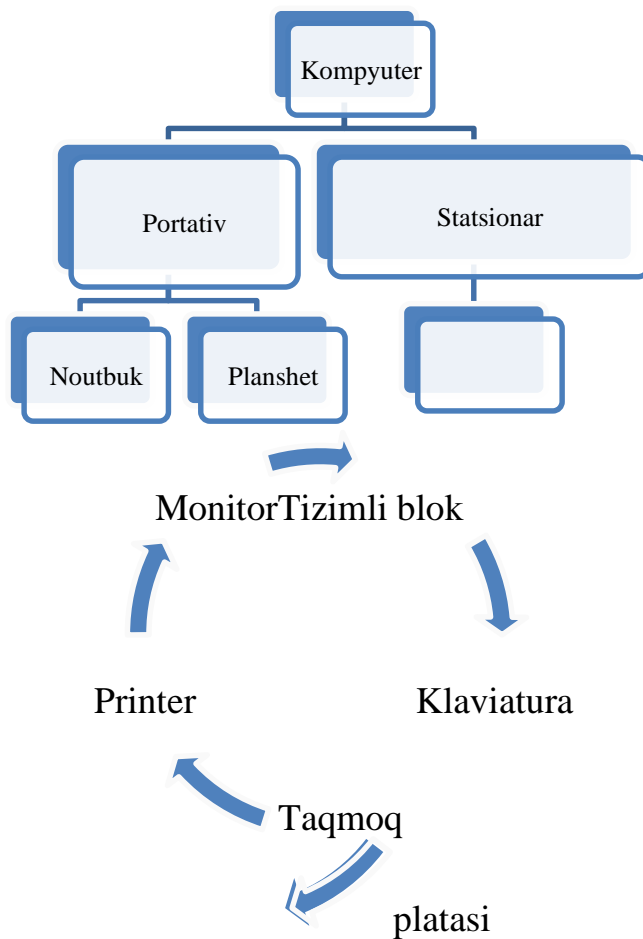 Kompyuter
Portativ
Statsionar
Noutbuk
Planshet
MonitorTizimli blok
Printer
Klaviatura
Taqmoq
platasi